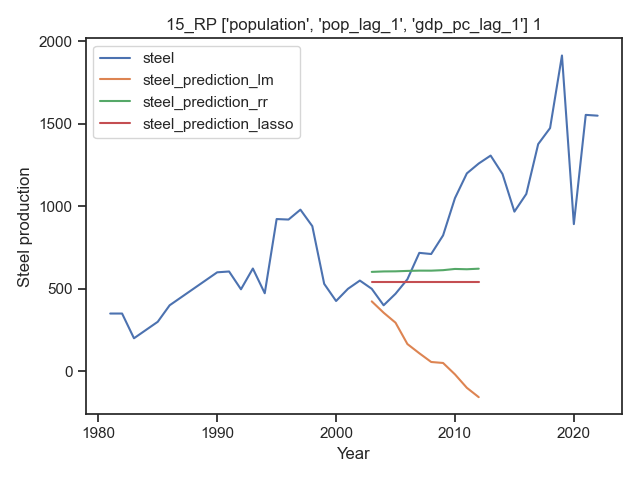 15_RP ['population', 'pop_lag_1', 'gdp_pc_lag_1'] 1
steel
steel_prediction_lm
steel_prediction_rr
steel_prediction_lasso
Steel production
2000
1500
1000
500
0
1980
1990
2000
2010
2020
Year